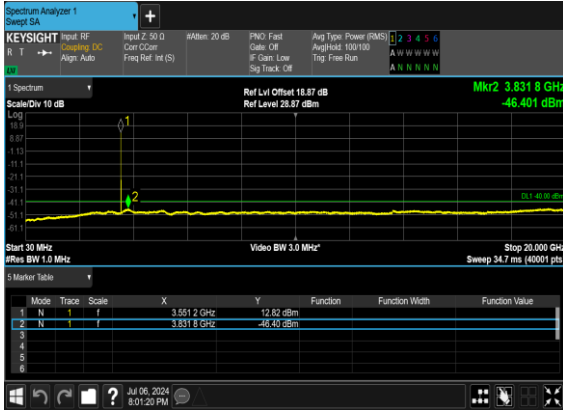 Spectrum Analyzer 1
Swept SA
+
KEYSIGHT Input: RF Input Z: 50 Ω #Atten: 20 dB PNO: Fast Avg Type: Power (RMS) 1 2 3 4 5 6
R T Coupling: DC Corr CCorr Gate: Off Avg|Hold: 100/100 A W W W W W
Align: Auto Freq Ref: Int (S) IF Gain: Low Trig: Free Run
Sig Track: Off A N N N N N
1 Spectrum Ref Lvl Offset 18.87 dB Mkr2 3.831 8 GHz
Scale/Div 10 dB Ref Level 28.87 dBm -46.401 dBm
Log
18.9
8.87
-1.13
-11.1
-21.1
-31.1
-41.1
-51.1
-61.1
1
2
DL1 -40.00 dBm
Start 30 MHz Video BW 3.0 MHz* Stop 20.000 GHz
#Res BW 1.0 MHz Sweep 34.7 ms (40001 pts)
5 Marker Table
Mode Trace Scale X Y Function Function Width Function Value
1 N 1 f 3.551 2 GHz 12.82 dBm
2 N 1 f 3.831 8 GHz -46.40 dBm
3
4
5
6
? Jul 06, 2024
8:01:20 PM